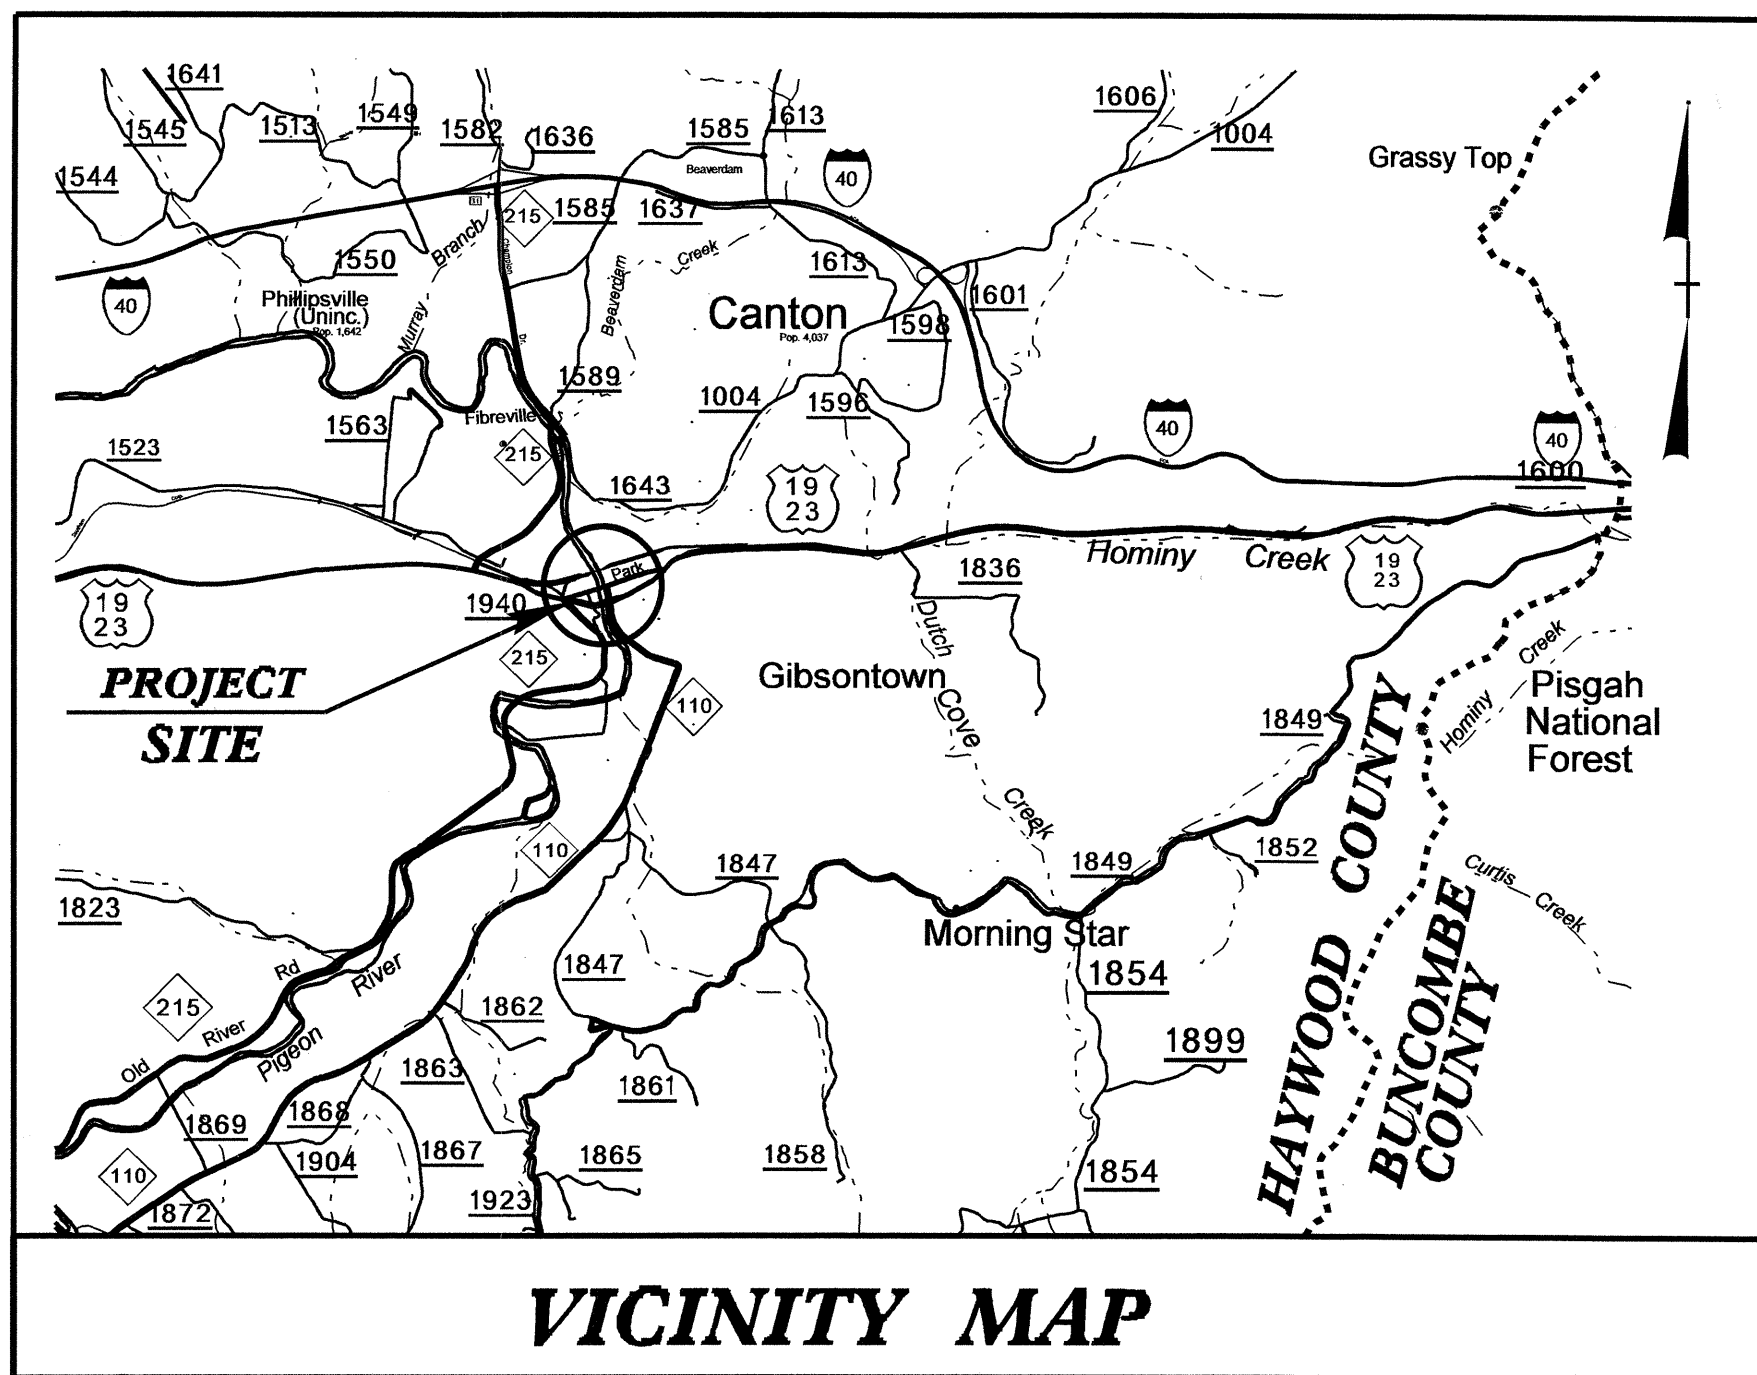 1641
1545
1513
1549
1582
1636
1585
1613
1606
1004
Grassy Top
1544
Beaverdam
40
215
1585
1637
Branch
Champion
Creek
1550
1613
40
Phillipsville
(Uninc.)
Pop. 1,642
Murray
Beaverdam
Canton
Pop. 4,037
1598
1601
Dr.
1589
1004
1596
1563
Fibreville
215
40
40
1600
1523
1643
19
23
Hominy Creek
19
23
1836
Park
1940
19
23
215
PROJECT
SITE
Dutch
Cove
Creek
Gibsontown
110
1849
Creek
Hominy
Pisgah
National
Forest
110
1847
1849
1852
Curtis
Creek
1823
Morning Star
1847
1854
215
Old
River
Rd
Pigeon
River
1862
1863
1861
1899
1869
1868
1904
1867
1865
1858
1854
110
1872
1923
HAYWOOD COUNTY
BUNCOMBE
COUNTY
VICINITY MAP